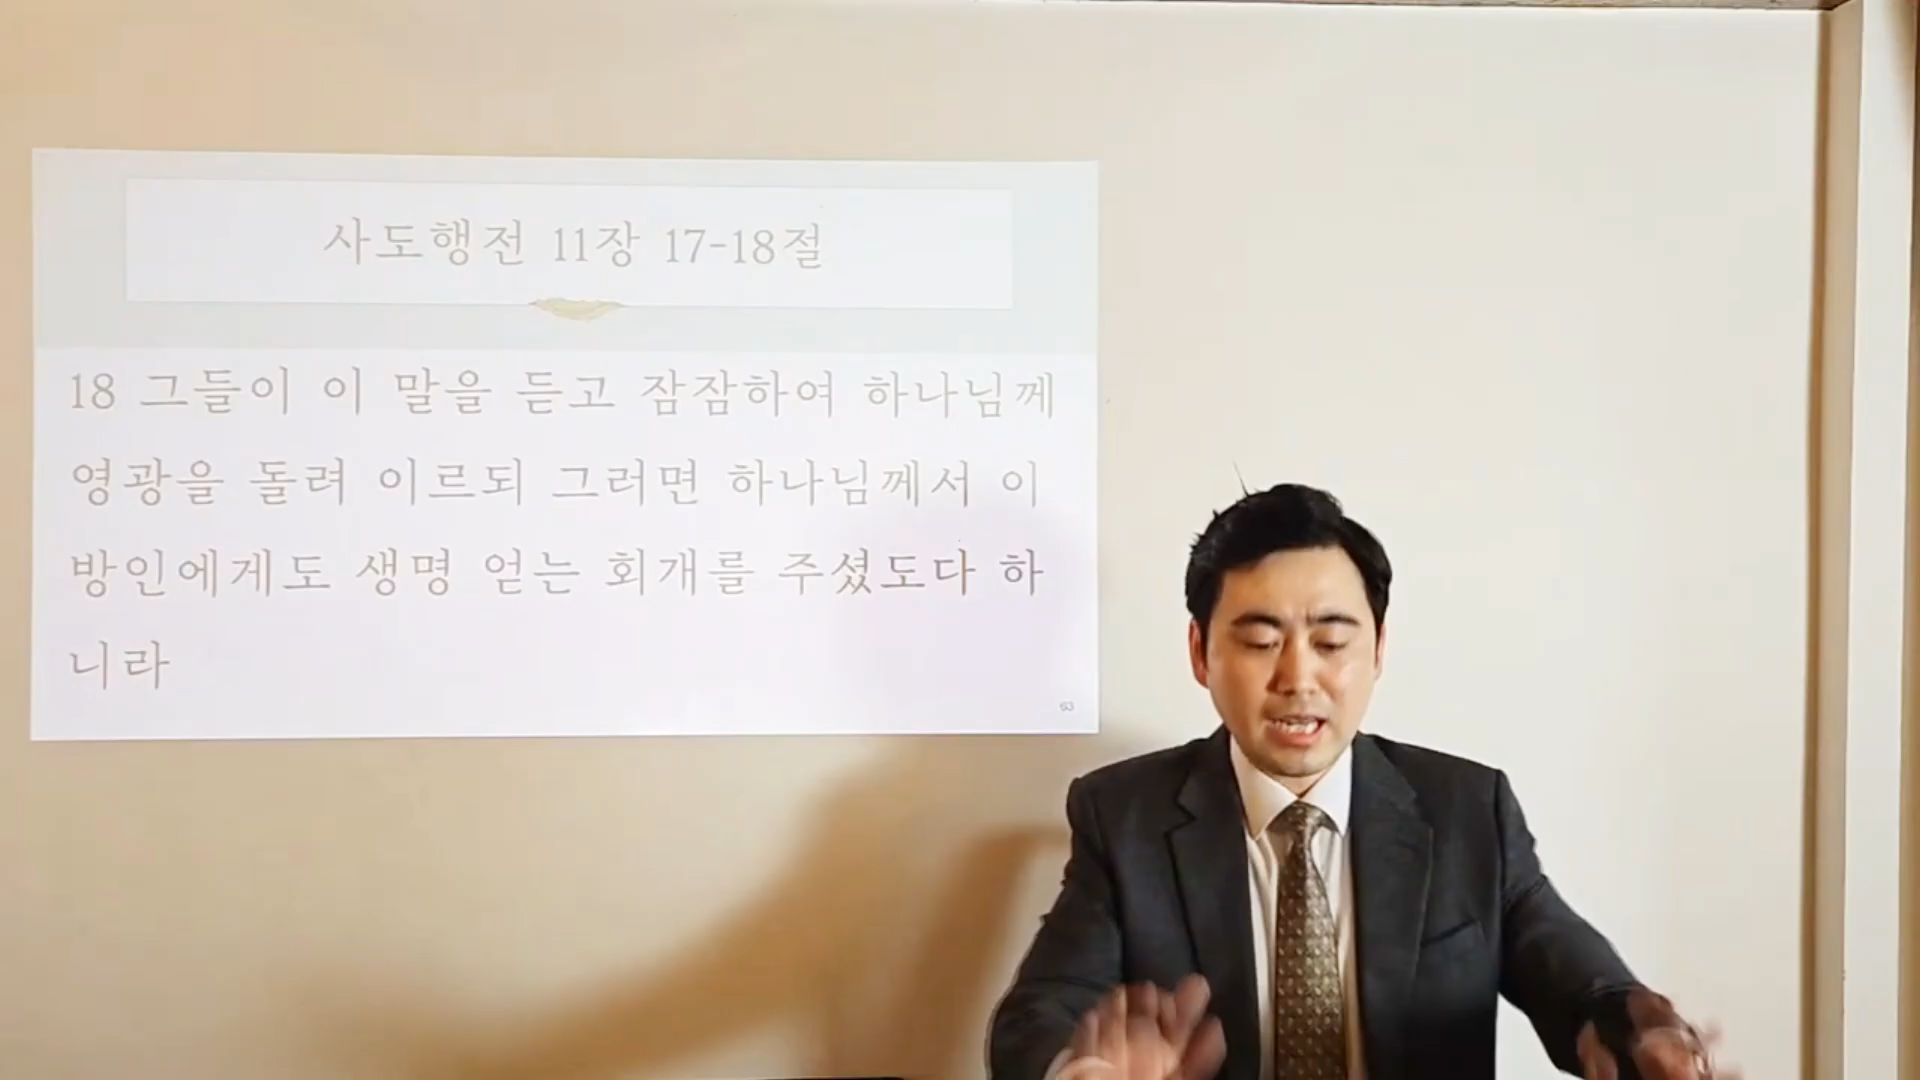 사도행전 11장 17-18절
18 그들이 이 말을 듣고 잠잠하여 하나님께
영광을 돌려 이르되 그러면 하나님께서 이
방인에게도 생명 얻는 회개를 주셨도다 하
니라
63